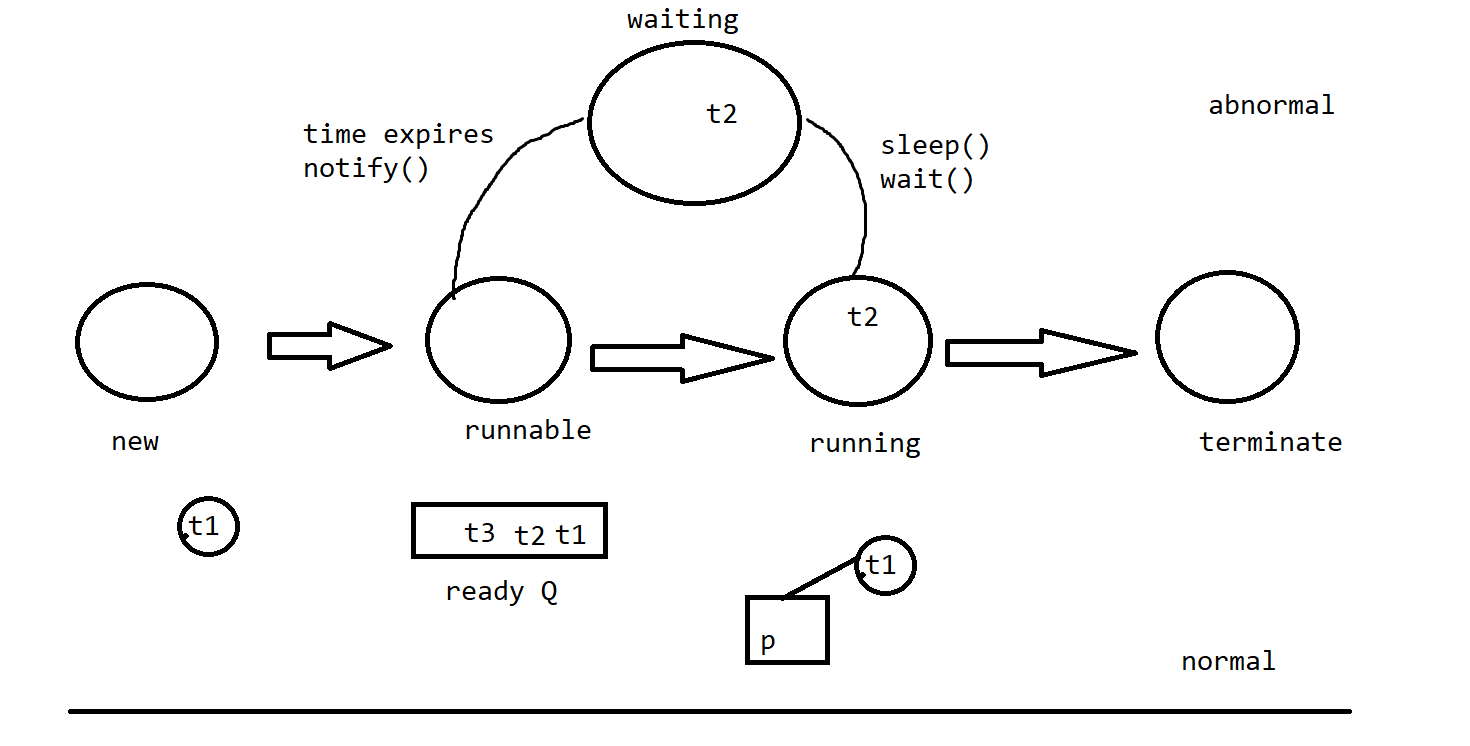 waiting
t2
abnormal
time expires
notify()
sleep()
wait()
t2
new
runnable
running
terminate
t1
t3 t2 t1
ready Q
t1
p
normal